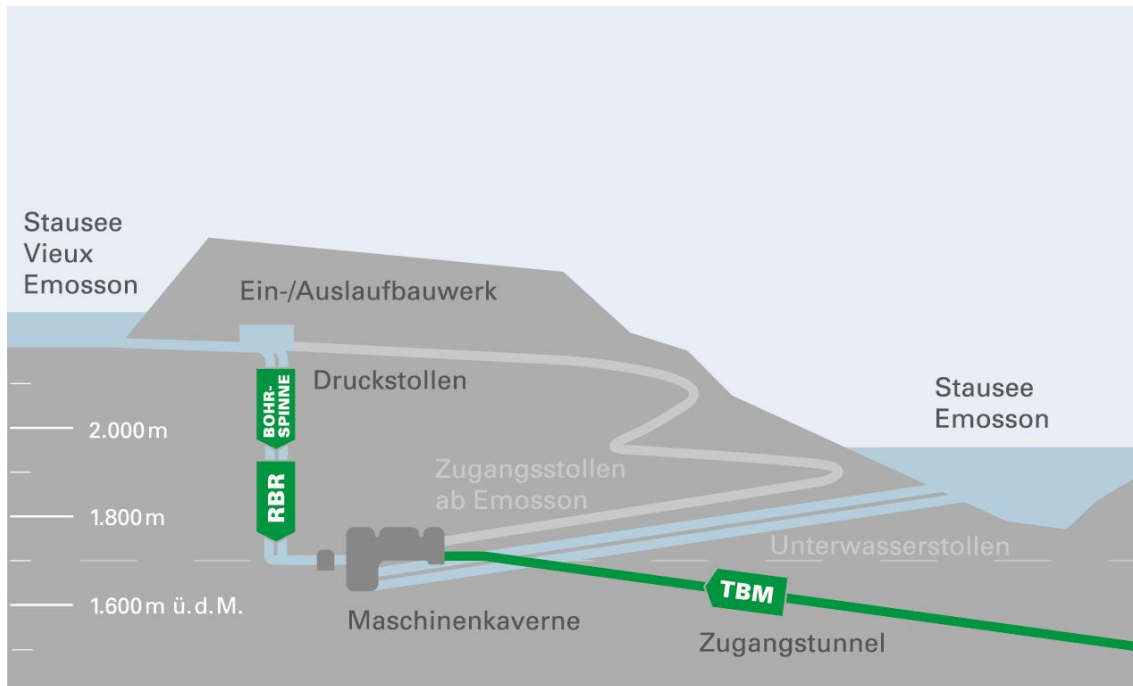 Stausee
Vieux
Emosson
Ein-/Auslaufbauwerk
Druckstollen
BOHR-
SPINNE
RBR
Stausee
Emosson
2.000 m
Zugangsstollen
ab Emosson
1.800 m
Unterwasserstollen
1.600 m ü.d.M.
TBM
Maschinenkaverne
Zugangstunnel